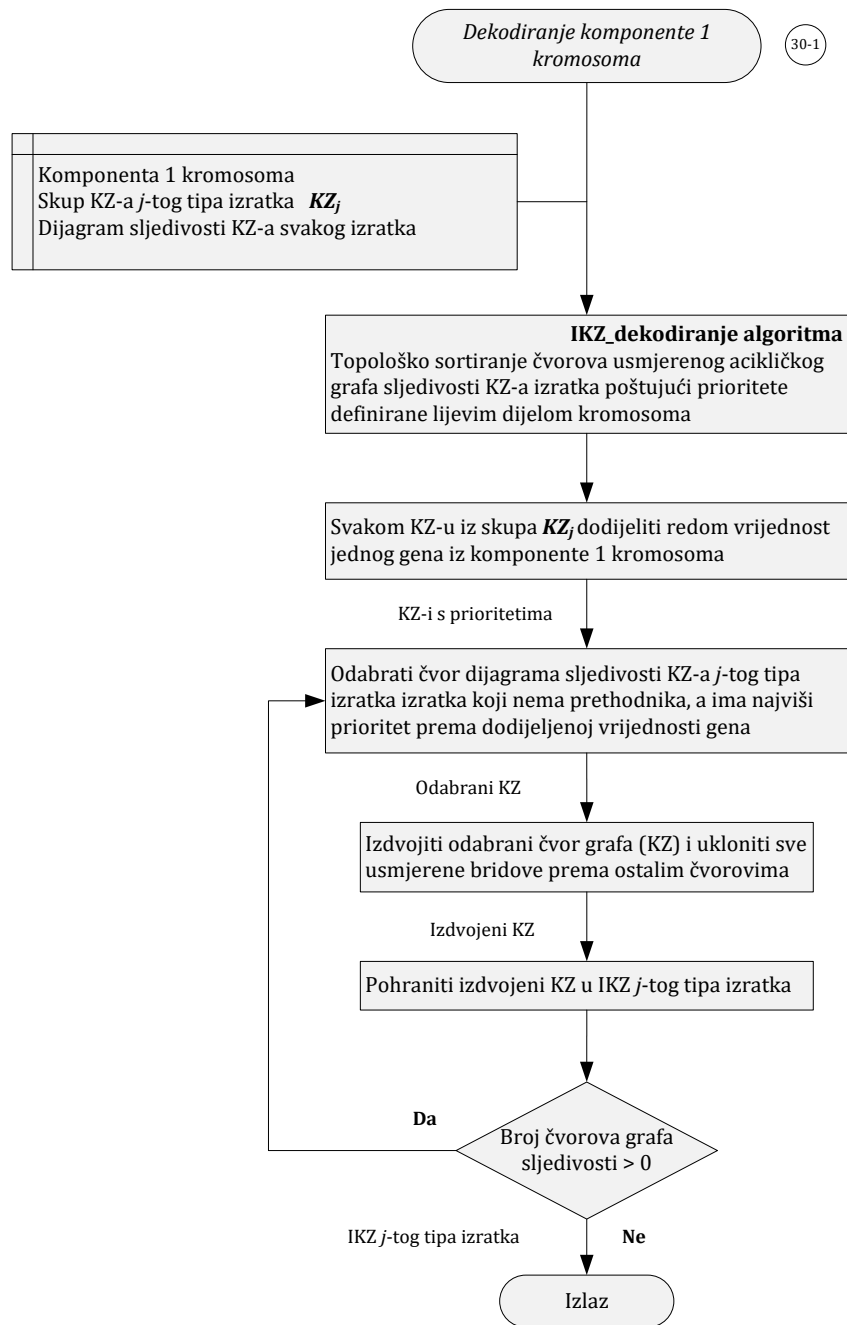 Dekodiranje komponente 1
kromosoma
30-1
Komponenta 1 kromosoma
Skup KZ-a j-tog tipa izratka KZj
Dijagram sljedivosti KZ-a svakog izratka
IKZ_dekodiranje algoritma
Topološko sortiranje čvorova usmjerenog acikličkog
grafa sljedivosti KZ-a izratka poštujući prioritete
definirane lijevim dijelom kromosoma
Svakom KZ-u iz skupa KZj dodijeliti redom vrijednost
jednog gena iz komponente 1 kromosoma
KZ-i s prioritetima
Odabrati čvor dijagrama sljedivosti KZ-a j-tog tipa
izratka izratka koji nema prethodnika, a ima najviši
prioritet prema dodijeljenoj vrijednosti gena
Odabrani KZ
Izdvojiti odabrani čvor grafa (KZ) i ukloniti sve
usmjerene bridove prema ostalim čvorovima
Izdvojeni KZ
Pohraniti izdvojeni KZ u IKZ j-tog tipa izratka
Da
Broj čvorova grafa
sljedivosti > 0
IKZ j-tog tipa izratka
Ne
Izlaz